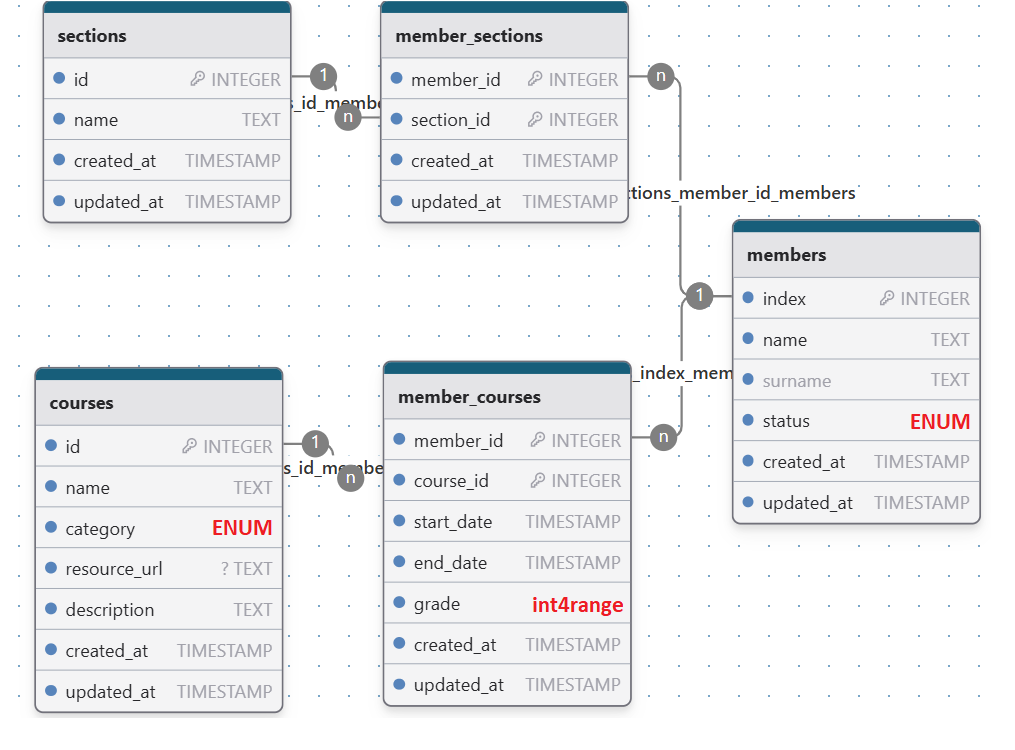 sections
id INTEGER
name TEXT
created_at TIMESTAMP
updated_at TIMESTAMP
1
n
s_id_membe
member_sections
member_id INTEGER
section_id INTEGER
created_at TIMESTAMP
updated_at TIMESTAMP
n
ctions_member_id_members
1
members
index INTEGER
name TEXT
surname TEXT
status ENUM
created_at TIMESTAMP
updated_at TIMESTAMP
courses
id INTEGER
name TEXT
category ENUM
resource_url ? TEXT
description TEXT
created_at TIMESTAMP
updated_at TIMESTAMP
1
n
s_id_membe
member_courses
member_id INTEGER
course_id INTEGER
start_date TIMESTAMP
end_date TIMESTAMP
grade int4range
created_at TIMESTAMP
updated_at TIMESTAMP
_index_mem
n